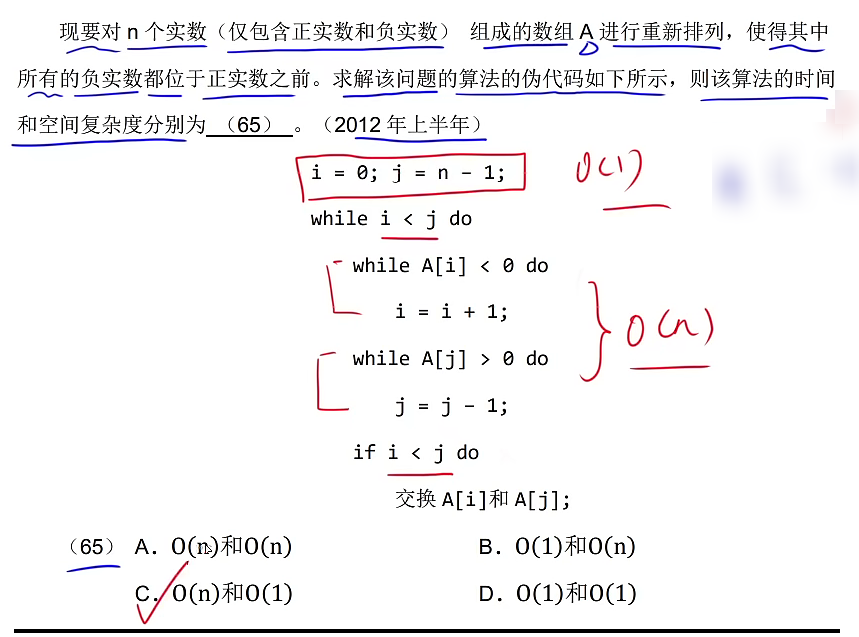 现要对 n 个实数（仅包含正实数和负实数） 组成的数组 A 进行重新排列，使得其中
所有的负实数都位于正实数之前。求解该问题的算法的伪代码如下所示，则该算法的时间
和空间复杂度分别为 （65） 。（2012 年上半年）
i = 0; j = n – 1; O(1)
while i < j do
while A[i] < 0 do
i = i + 1;
O(n)
while A[j] > 0 do
j = j – 1;
if i < j do
交换 A[i]和 A[j];
（65） A. O(n)和O(n) B. O(1)和O(n)
C. O(n)和O(1) D. O(1)和O(1)